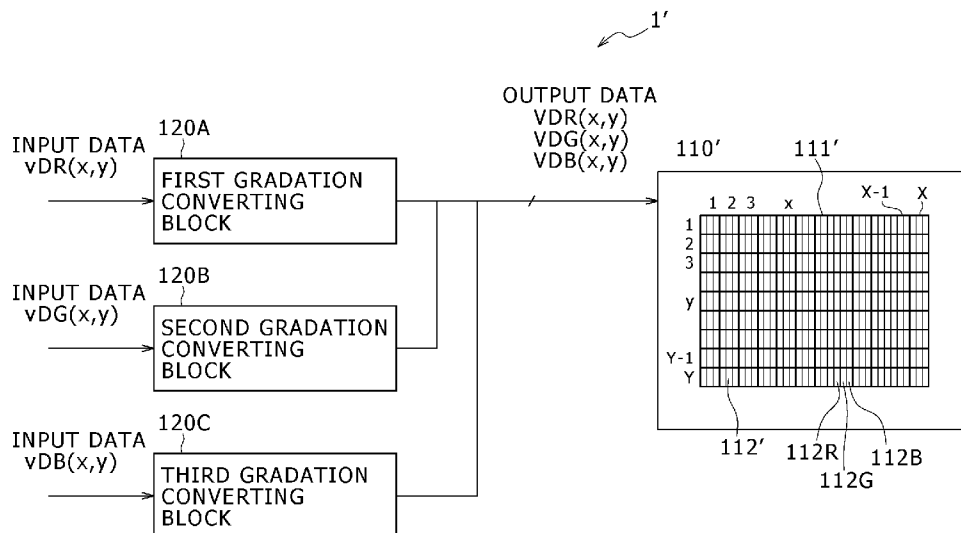 1'
OUTPUT DATA
VDR(x,y)
VDG(x,y)
VDB(x,y)
INPUT DATA
vDR(x,y)
120A
FIRST GRADATION
CONVERTING
BLOCK
INPUT DATA
vDG(x,y)
120B
SECOND GRADATION
CONVERTING
BLOCK
INPUT DATA
vDB(x,y)
120C
THIRD GRADATION
CONVERTING
BLOCK
110'
111'
1 2 3 x X-1 X
1
2
3
y
Y-1
Y
112'
112R
112G
112B